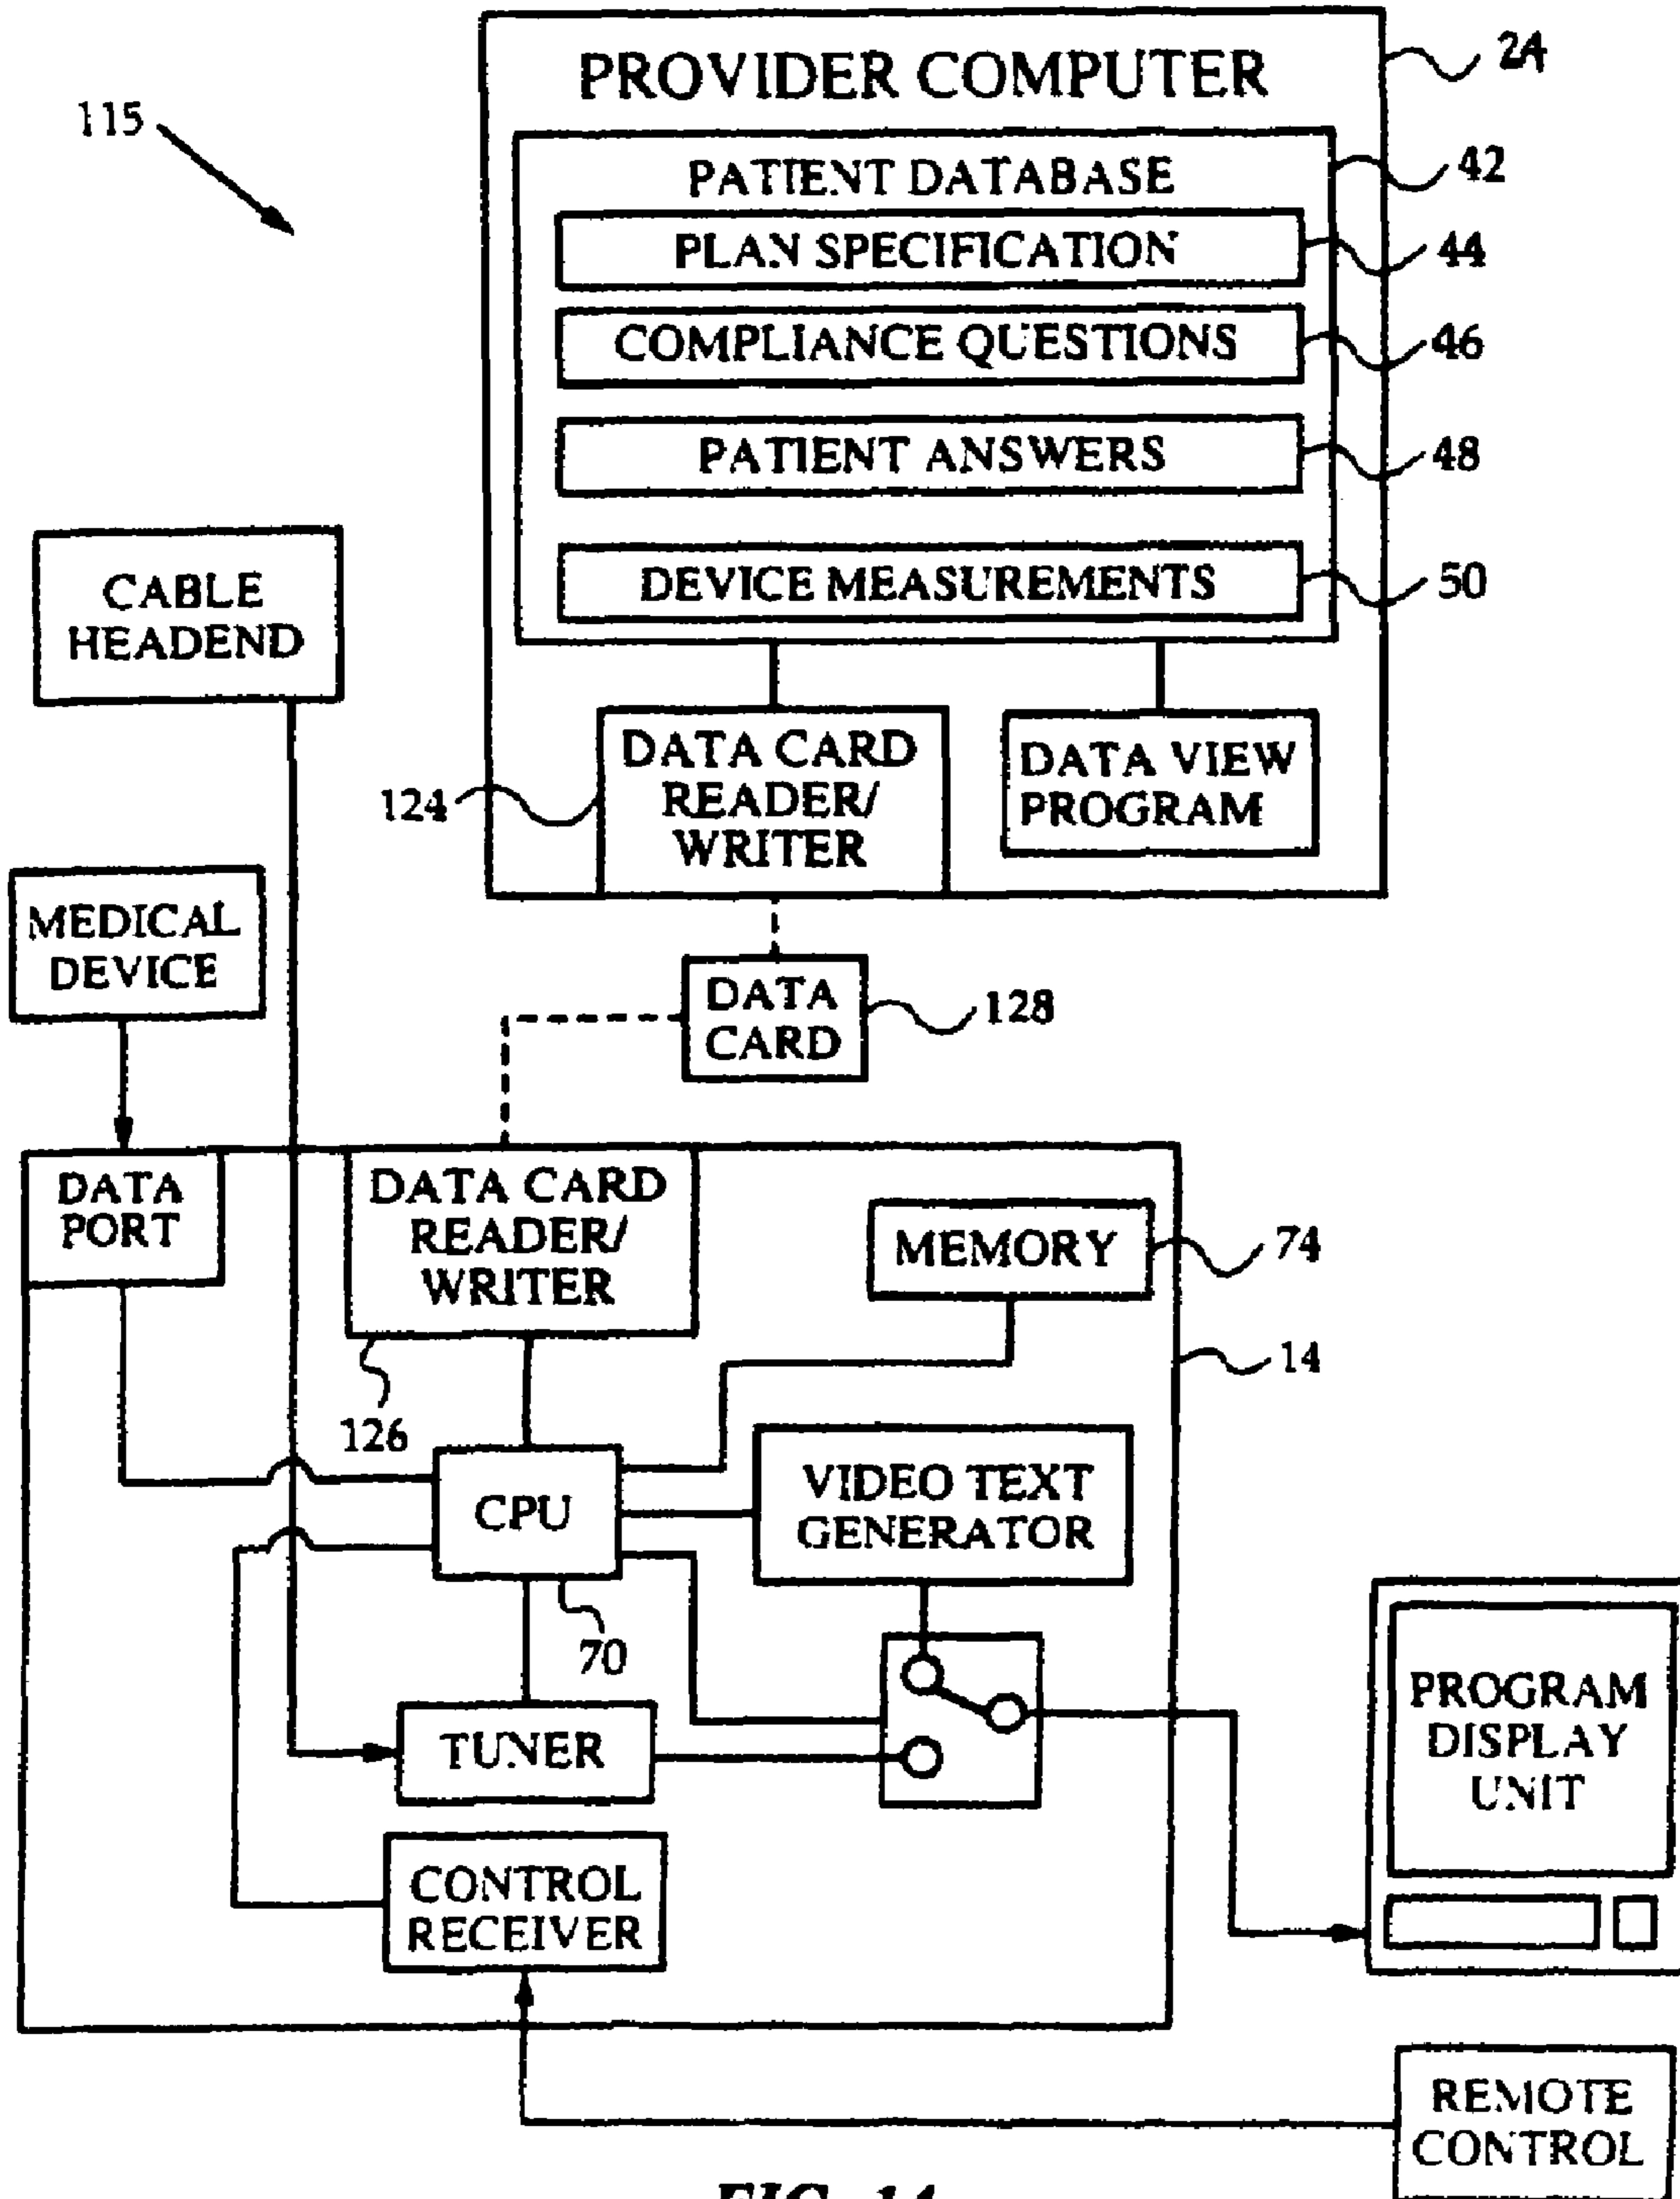 PROVIDER COMPUTER
24
115
PATIENT DATABASE
42
PLAN SPECIFICATION
44
COMPLIANCE QUESTIONS
46
PATIENT ANSWERS
48
DEVICE MEASUREMENTS
50
CABLE
HEADEND
DATA CARD
READER/
WRITER
124
DATA VIEW
PROGRAM
MEDICAL
DEVICE
DATA
CARD
128
DATA
PORT
DATA CARD
READER/
WRITER
126
MEMORY
74
14
CPU
70
VIDEO TEXT
GENERATOR
TUNER
PROGRAM
DISPLAY
UNIT
CONTROL
RECEIVER
REMOTE
CONTROL
FIG. 14